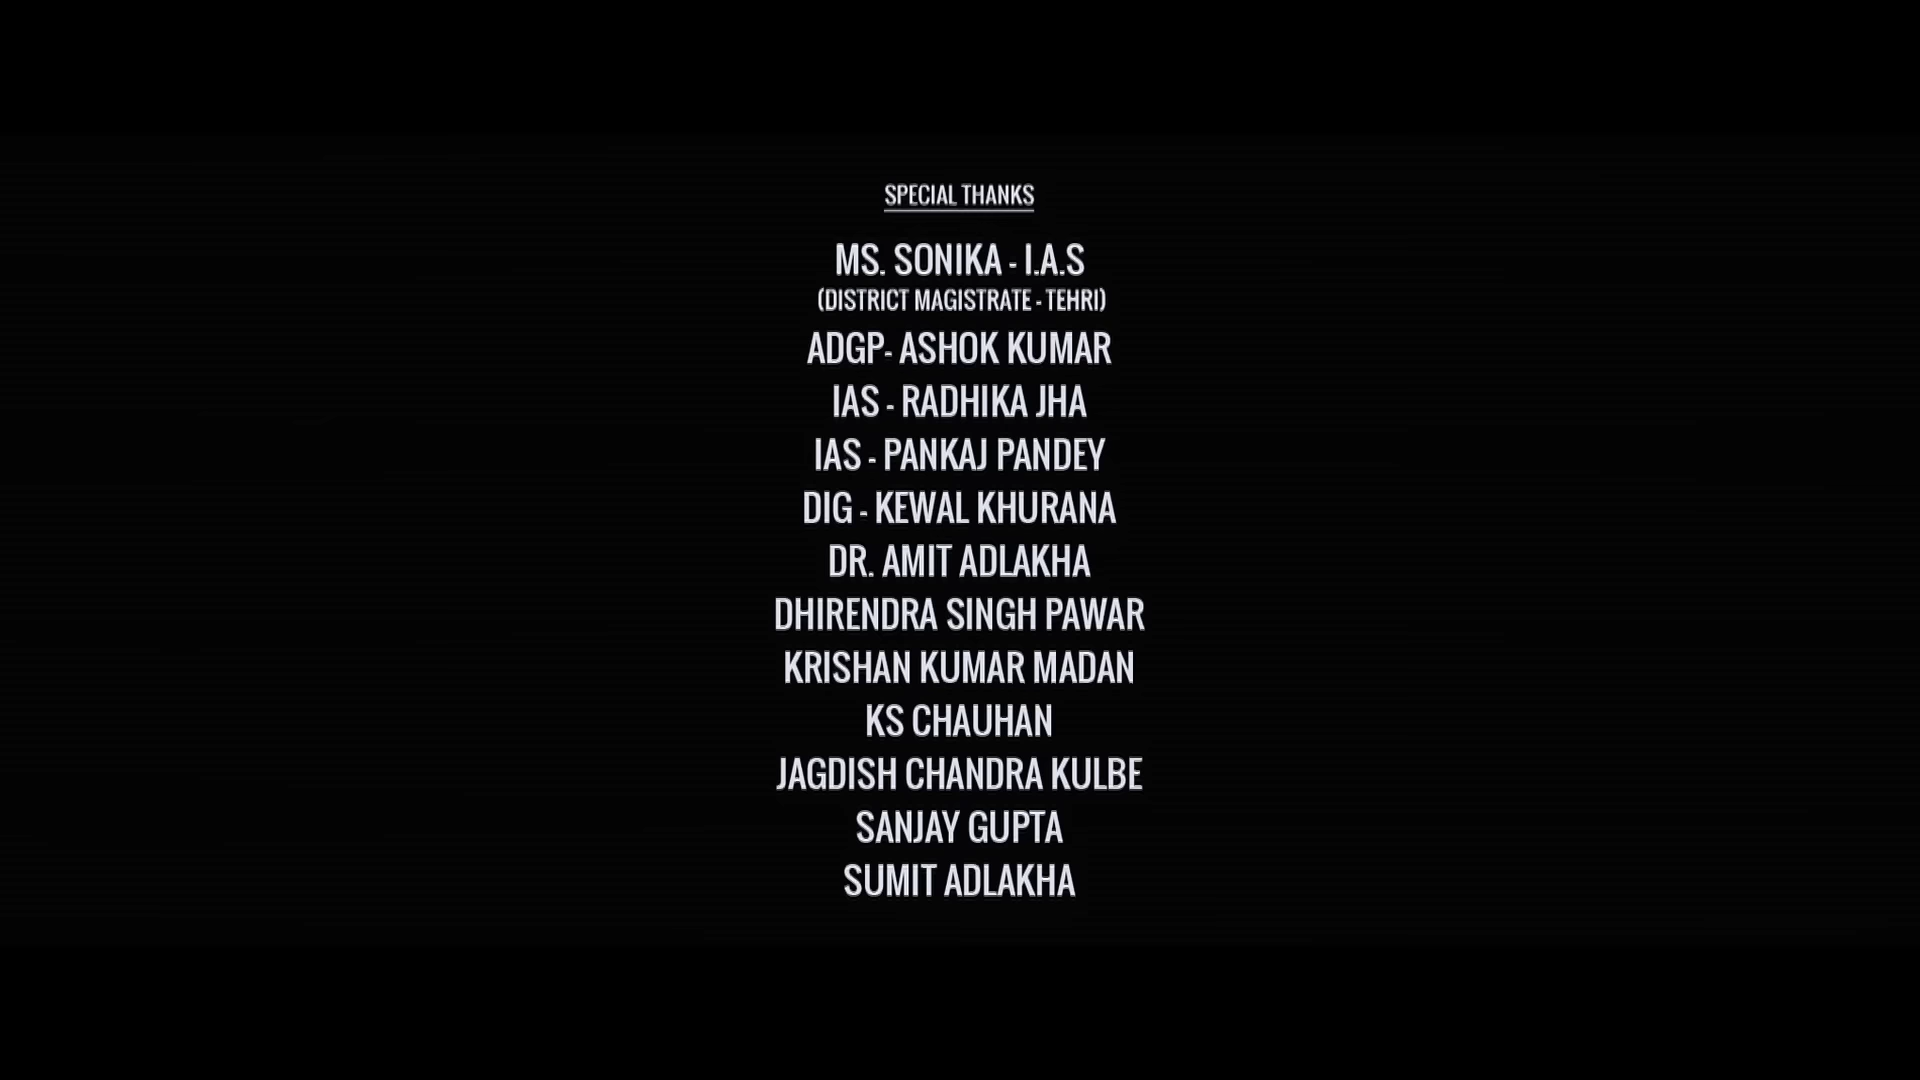 SPECIAL THANKS
MS. SONIKA - I.A.S
(DISTRICT MAGISTRATE - TEHRI)
ADGP- ASHOK KUMAR
IAS - RADHIKA JHA
IAS - PANKAJ PANDEY
DIG - KEWAL KHURANA
DR. AMIT ADLAKHA
DHIRENDRA SINGH PAWAR
KRISHAN KUMAR MADAN
KS CHAUHAN
JAGDISH CHANDRA KULBE
SANJAY GUPTA
SUMIT ADLAKHA